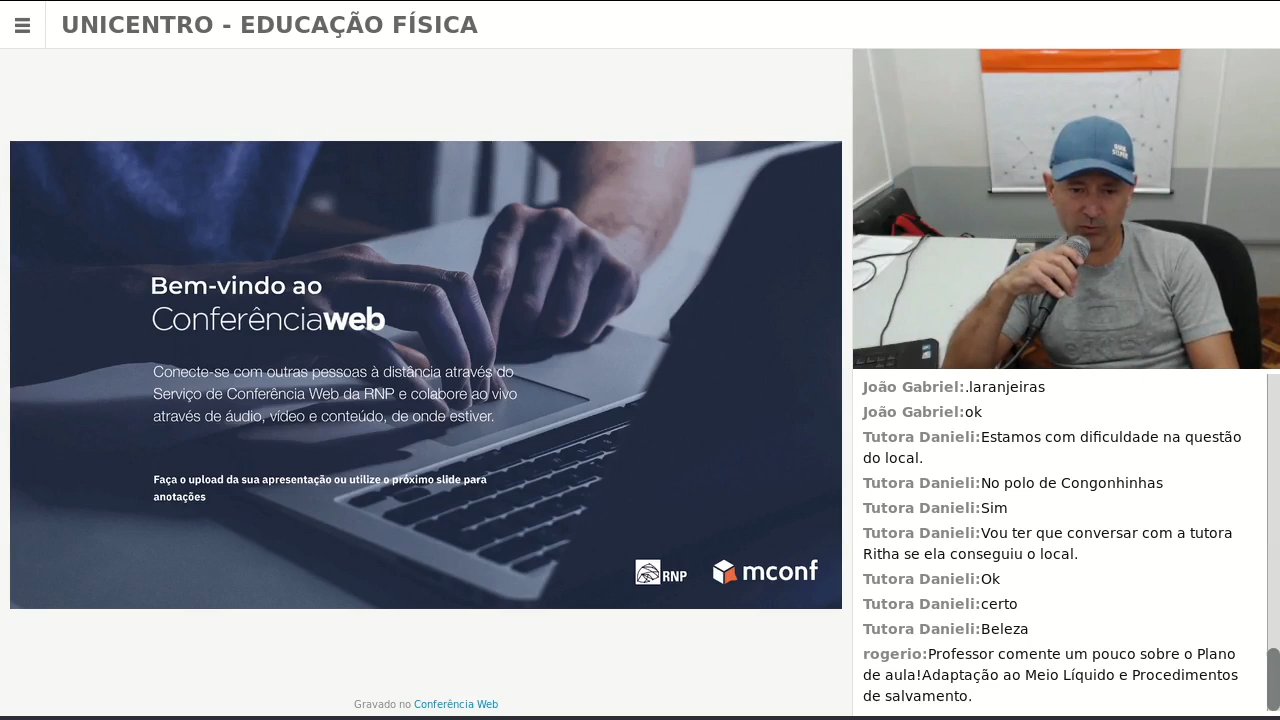 UNICENTRO - EDUCAÇÃO FÍSICA
Bem-vindo ao
Conferênciaweb
Conecte-se com outras pessoas à distância através do
Serviço de Conferência Web da RNP e colabore ao vivo
através de áudio, vídeo e conteúdo, de onde estiver.
Faça o upload da sua apresentação ou utilize o próximo slide para
anotações
RNP
mconf
Gravado no Conferência Web
João Gabriel:.laranjeiras
João Gabriel:ok
Tutora Danieli:Estamos com dificuldade na questão
do local.
Tutora Danieli:No polo de Congonhinhas
Tutora Danieli:Sim
Tutora Danieli:Vou ter que conversar com a tutora
Ritha se ela conseguiu o local.
Tutora Danieli:Ok
Tutora Danieli:certo
Tutora Danieli:Beleza
rogerio:Professor comente um pouco sobre o Plano
de aula!Adaptação ao Meio Líquido e Procedimentos
de salvamento.